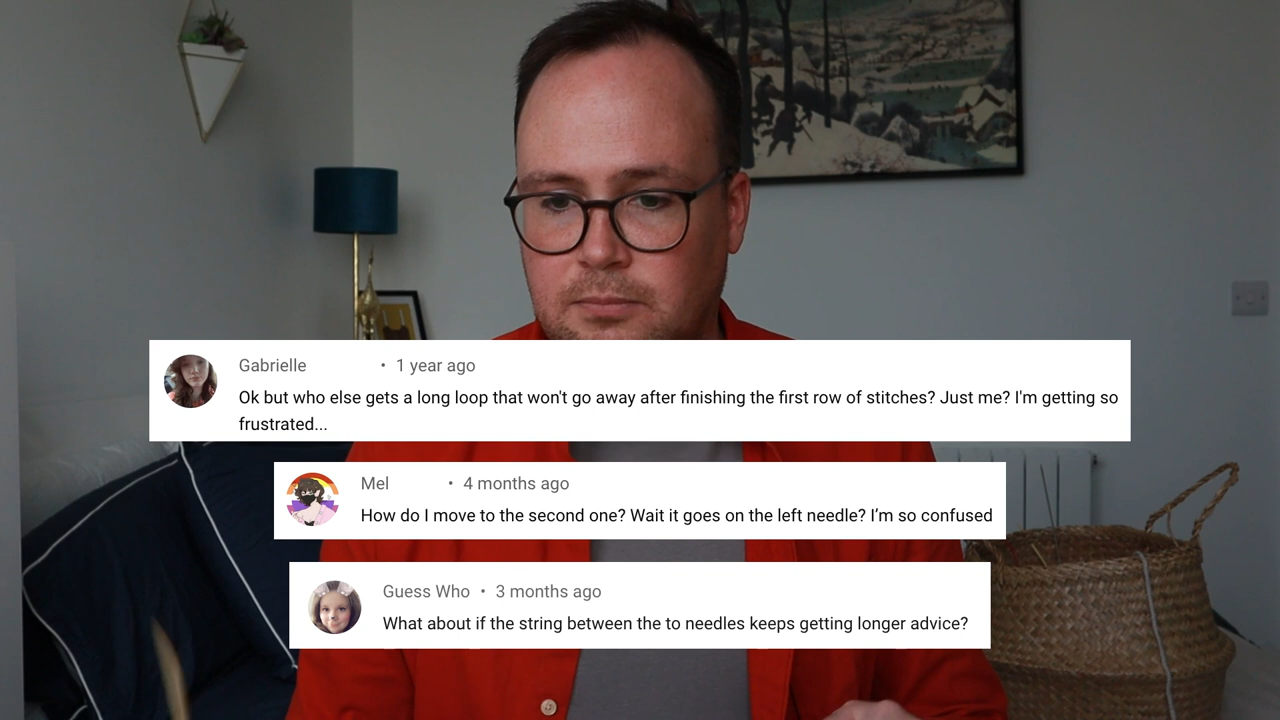 Gabrielle • 1 year ago
Ok but who else gets a long loop that won't go away after finishing the first row of stitches? Just me? I'm getting so
frustrated...
Mel • 4 months ago
How do I move to the second one? Wait it goes on the left needle? I'm so confused
Guess Who • 3 months ago
What about if the string between the to needles keeps getting longer advice?